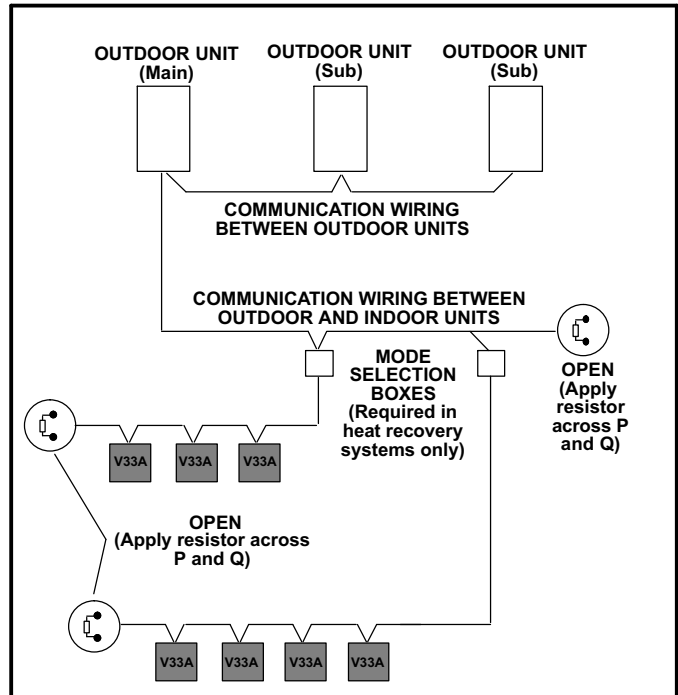 OUTDOOR UNIT
(Main)
OUTDOOR UNIT
(Sub)
OUTDOOR UNIT
(Sub)
COMMUNICATION WIRING
BETWEEN OUTDOOR UNITS
COMMUNICATION WIRING BETWEEN
OUTDOOR AND INDOOR UNITS
MODE
SELECTION
BOXES
(Required in
heat recovery
systems only)
OPEN
(Apply
resistor
across P
and Q)
V33A
V33A
V33A
OPEN
(Apply resistor across
P and Q)
V33A
V33A
V33A
V33A